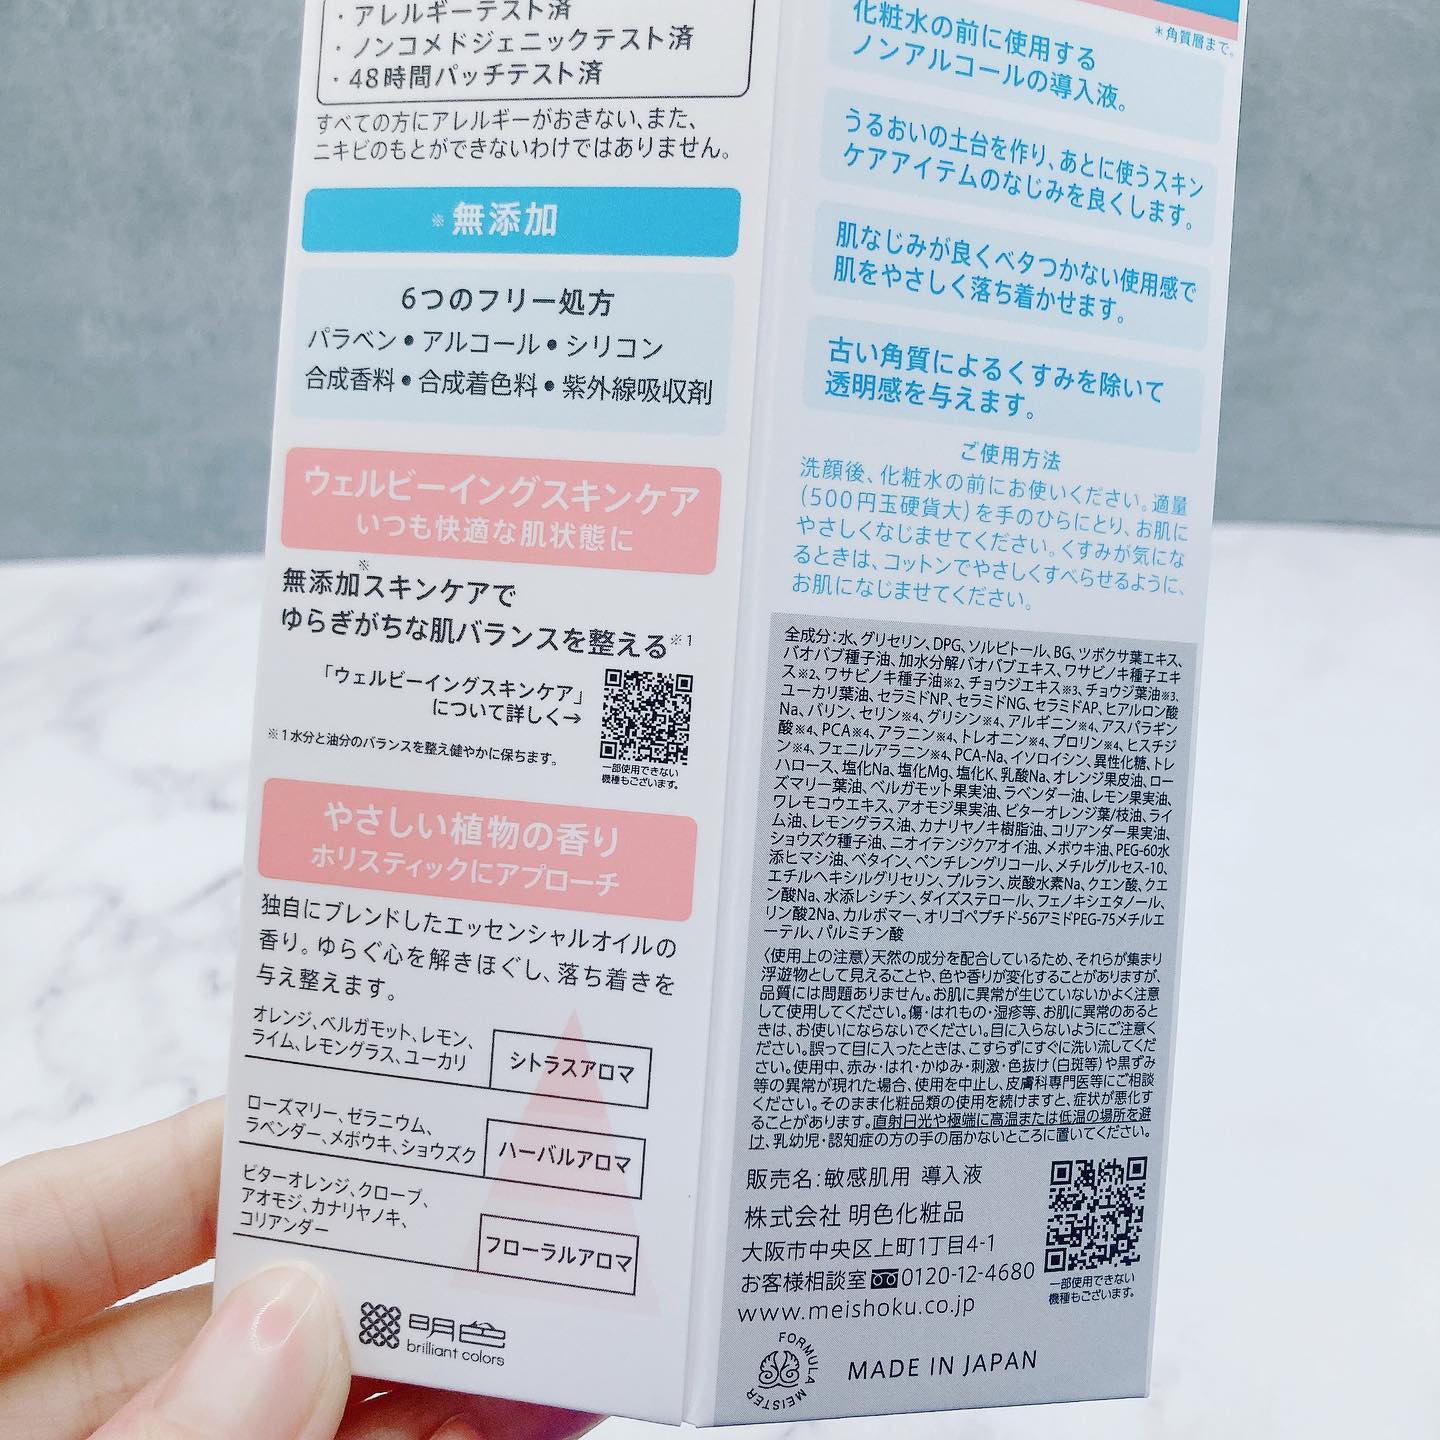 ・アレルギーテスト済
・ノンコメドジェニックテスト済
・48時間パッチテスト済
すべての方にアレルギーがおきない、また、
ニキビのもとができないわけではありません。
※無添加
6つのフリー処方
パラベン●アルコール●シリコン
合成香料●合成着色料●紫外線吸収剤
ウェルビーイングスキンケア
いつも快適な肌状態に
無添加※スキンケアで
ゆらぎがちな肌バランスを整える※1
「ウェルビーイングスキンケア」
について詳しく→
※1水分と油分のバランスを整え健やかに保ちます。
一部使用できない
機種もございます。
やさしい植物の香り
ホリスティックにアプローチ
独自にブレンドしたエッセンシャルオイルの
香り。ゆらぐ心を解きほぐし、落ち着きを
与え整えます。
オレンジ、ベルガモット、レモン、
ライム、レモングラス、ユーカリ
シトラスアロマ
ローズマリー、ゼラニウム、
ラベンダー、メボウキ、ショウズク
ハーバルアロマ
ビターオレンジ、クローブ、
アオモジ、カナリヤノキ、
コリアンダー
フローラルアロマ
明色
brilliant colors
＊角質層まで。
化粧水の前に使用する
ノンアルコールの導入液。
うるおいの土台を作り、あとに使うスキン
ケアアイテムのなじみを良くします。
肌なじみが良くベタつかない使用感で
肌をやさしく落ち着かせます。
古い角質によるくすみを除いて
透明感を与えます。
ご使用方法
洗顔後、化粧水の前にお使いください。適量
(500円玉硬貨大)を手のひらにとり、お肌に
やさしくなじませてください。くすみが気にな
るときは、コットンでやさしくすべらせるように、
お肌になじませてください。
全成分：水、グリセリン、DPG、ソルビトール、BG、ツボクサ葉エキス、
バオバブ種子油、加水分解バオバブエキス、ワサビノキ種子エキ
ス※2、ワサビノキ種子油※2、チョウジエキス※3、チョウジ葉油※3、
ユーカリ葉油、セラミドNP、セラミドNG、セラミドAP、ヒアルロン酸
Na、バリン、セリン※4、グリシン※4、アルギニン※4、アスパラギン
酸※4、PCA※4、アラニン※4、トレオニン※4、プロリン※4、ヒスチジ
ン※4、フェニルアラニン※4、PCA-Na、イソロイシン、異性化糖、トレ
ハロース、塩化Na、塩化Mg、塩化K、乳酸Na、オレンジ果皮油、ロー
ズマリー葉油、ベルガモット果実油、ラベンダー油、レモン果実油、
ワレモコウエキス、アオモジ果実油、ビターオレンジ葉/枝油、ライ
ム油、レモングラス油、カナリヤノキ樹脂油、コリアンダー果実油、
ショウズク種子油、ニオイテンジクアオイ油、メボウキ油、PEG-60水
添ヒマシ油、ベタイン、ペンチレングリコール、メチルグルセス-10、
エチルヘキシルグリセリン、プルラン、炭酸水素Na、クエン酸、クエ
ン酸Na、水添レシチン、ダイズステロール、フェノキシエタノール、
リン酸2Na、カルボマー、オリゴペプチド-56アミドPEG-75メチルエ
ーテル、パルミチン酸
〈使用上の注意〉天然の成分を配合しているため、それらが集まり
浮遊物として見えることや、色や香りが変化することがありますが、
品質には問題ありません。お肌に異常が生じていないかよく注意
して使用してください。傷・はれもの・湿疹等、お肌に異常のあると
きは、お使いにならないでください。目に入らないようにご注意く
ださい。誤って目に入ったときは、こすらずにすぐに洗い流してくだ
さい。使用中、赤み・はれ・かゆみ・刺激・色抜け(白斑等)や黒ずみ
等の異常が現れた場合、使用を中止し、皮膚科専門医等にご相談
ください。そのまま化粧品類の使用を続けますと、症状が悪化す
ることがあります。直射日光や極端に高温または低温の場所を避
け、乳幼児・認知症の方の手の届かないところに置いてください。
販売名：敏感肌用 導入液
株式会社 明色化粧品
大阪市中央区上町1丁目4-1
お客様相談室 0120-12-4680
www.meishoku.co.jp
一部使用できない
機種もございます。
FORMULA MEISTER
MADE IN JAPAN